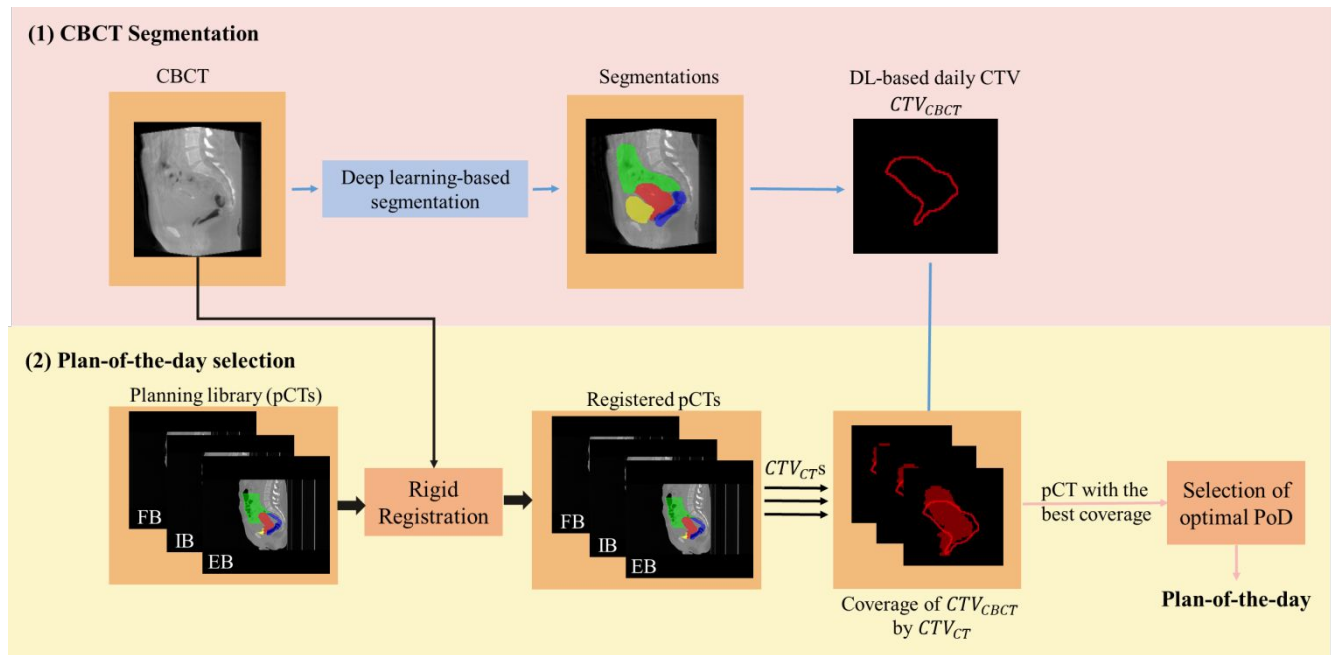 (1) CBCT Segmentation
CBCT
Segmentations
DL-based daily CTV
CTV_CBCT
Deep learning-based
segmentation
(2) Plan-of-the-day selection
Planning library (pCTs)
FB
IB
EB
Rigid
Registration
Registered pCTs
FB
IB
EB
CTV_CTs
Coverage of CTV_CBCT
by CTV_CT
pCT with the
best coverage
Selection of
optimal PoD
Plan-of-the-day